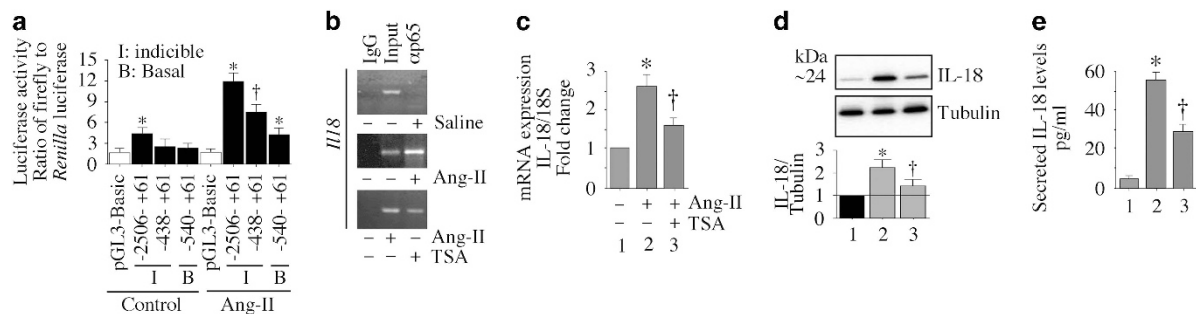 a
Luciferase activity
Ratio of firefly to
Renilla luciferase
15
12
9
6
3
0
I: indicible
B: Basal
*
*
†
*
pGL3-Basic
-2506- +61
-438- +61
-540- +61
pGL3-Basic
-2506- +61
-438- +61
-540- +61
I B I B
Control Ang-II
b
IgG
Input
αp65
Il18
– – + Saline
– – + Ang-II
– + – Ang-II
– – + TSA
c
mRNA expression
IL-18/18S
Fold change
3
2
1
0
*
†
– + + Ang-II
– – + TSA
1 2 3
d
kDa
~24
IL-18
Tubulin
IL-18/
Tubulin
3
2
1
0
*
†
1 2 3
e
Secreted IL-18 levels
pg/ml
60
40
20
0
*
†
1 2 3